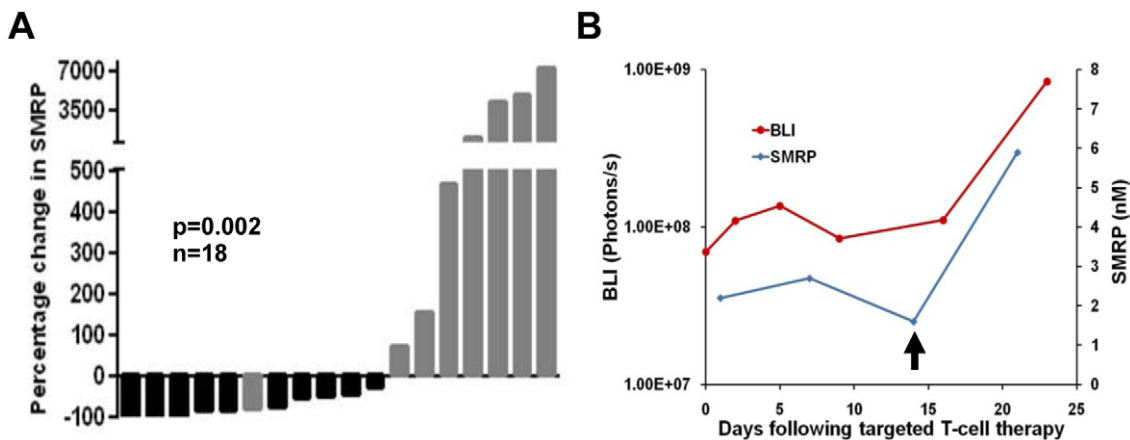 A
Percentage change in SMRP
7000
3500
500
400
300
200
100
0
-100
p=0.002
n=18
B
BLI (Photons/s)
1.00E+09
1.00E+08
1.00E+07
BLI
SMRP
8
7
6
5
4
3
2
1
0
SMRP (nM)
0 5 10 15 20 25
Days following targeted T-cell therapy